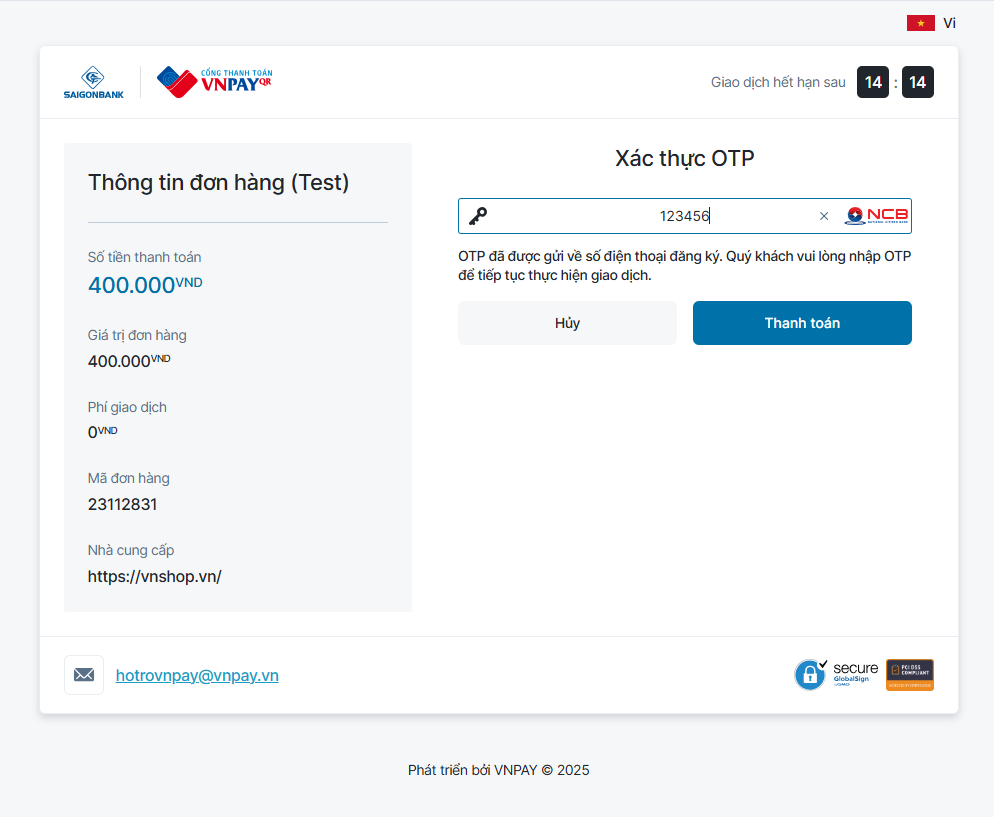 Vi
SAIGONBANK
CỔNG THANH TOÁN
VNPAYQR
Giao dịch hết hạn sau 14 : 14
Thông tin đơn hàng (Test)
Số tiền thanh toán
400.000VND
Giá trị đơn hàng
400.000VND
Phí giao dịch
0VND
Mã đơn hàng
23112831
Nhà cung cấp
https://vnshop.vn/
Xác thực OTP
123456
NCB
OTP đã được gửi về số điện thoại đăng ký. Quý khách vui lòng nhập OTP
để tiếp tục thực hiện giao dịch.
Hủy
Thanh toán
hotrovnpay@vnpay.vn
secure
GlobalSign
PCI DSS
COMPLIANT
Phát triển bởi VNPAY © 2025